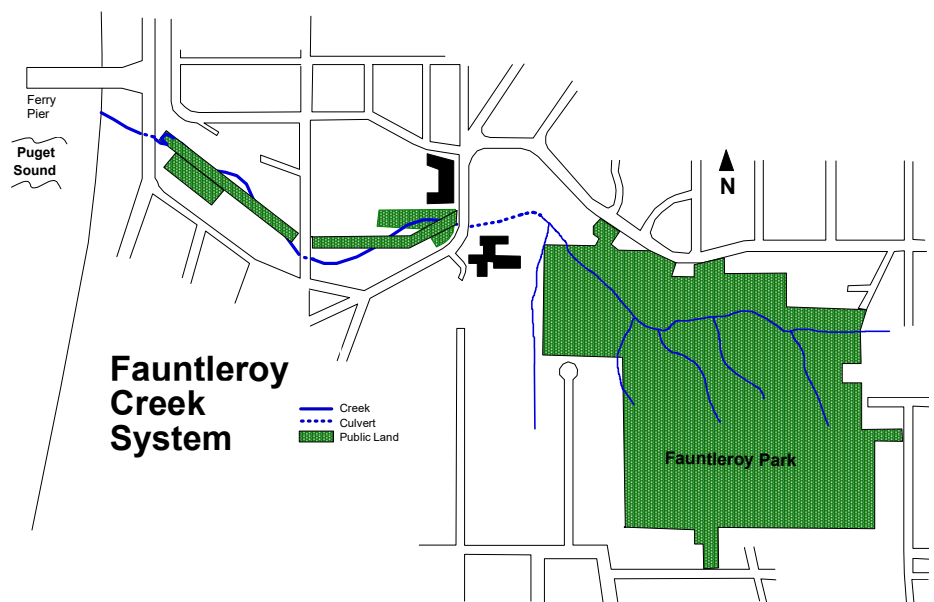 Ferry
Pier
Puget
Sound
N
Fauntleroy
Creek
System
Creek
Culvert
Public Land
Fauntleroy Park